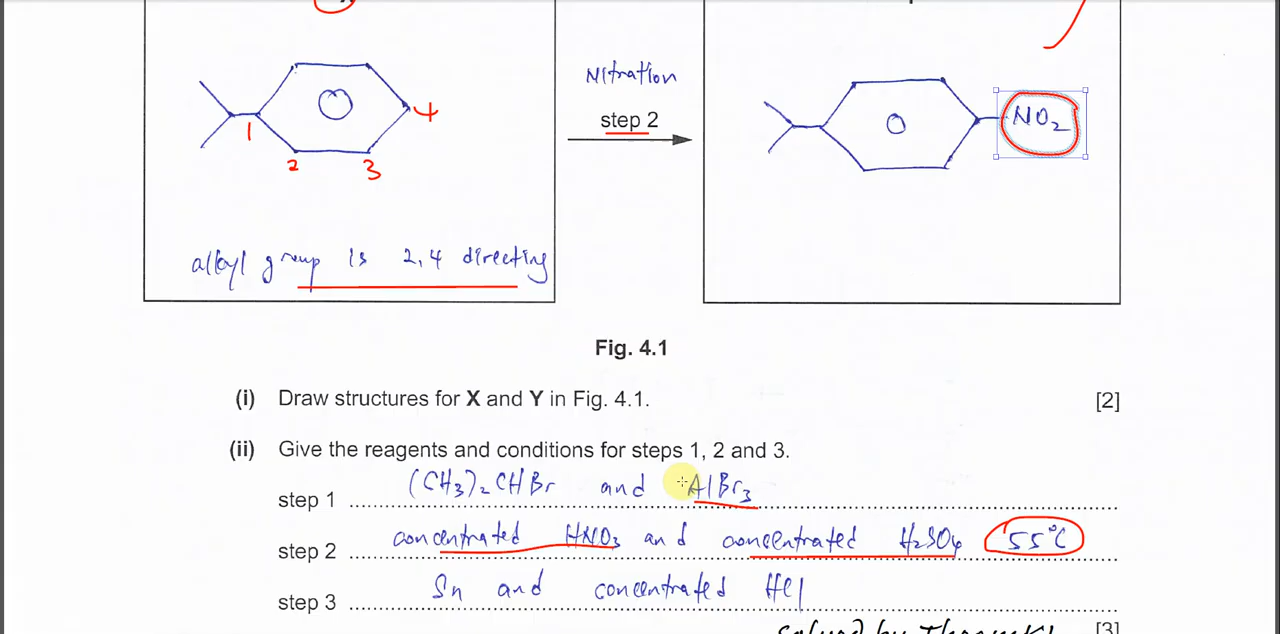 Nitration
step 2
NO2
1
2
3
4
alkyl group is 2,4 directing
Fig. 4.1
(i) Draw structures for X and Y in Fig. 4.1. [2]
(ii) Give the reagents and conditions for steps 1, 2 and 3.
step 1 (CH3)2CHBr and AlBr3
step 2 concentrated HNO3 and concentrated H2SO4 55°C
step 3 Sn and concentrated HCl
[3]